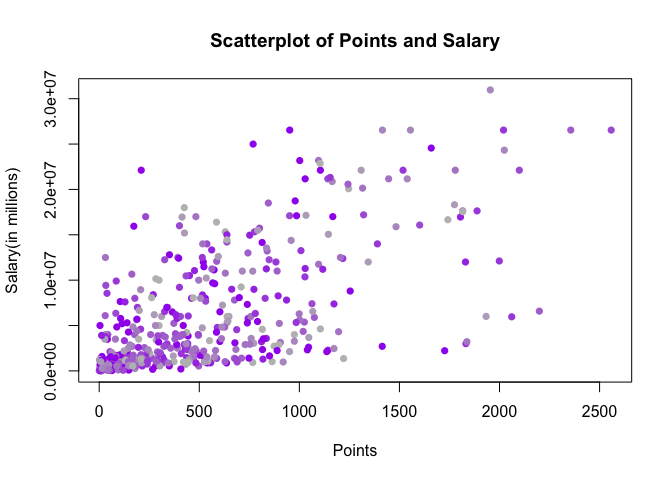 Scatterplot of Points and Salary
Salary(in millions)
3.0e+07
2.0e+07
1.0e+07
0.0e+00
0 500 1000 1500 2000 2500
Points